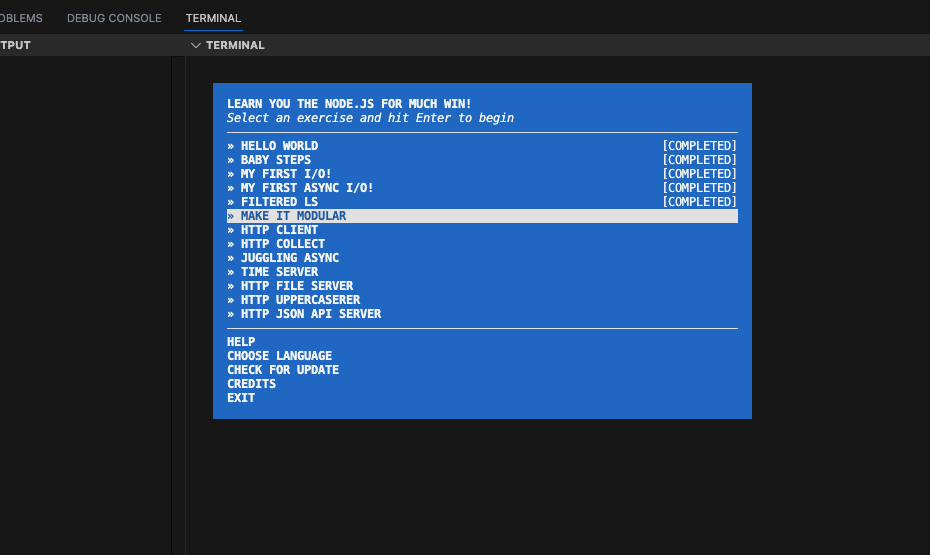 OBLEMS DEBUG CONSOLE TERMINAL
TPUT TERMINAL
LEARN YOU THE NODE.JS FOR MUCH WIN!
Select an exercise and hit Enter to begin
» HELLO WORLD [COMPLETED]
» BABY STEPS [COMPLETED]
» MY FIRST I/O! [COMPLETED]
» MY FIRST ASYNC I/O! [COMPLETED]
» FILTERED LS [COMPLETED]
» MAKE IT MODULAR
» HTTP CLIENT
» HTTP COLLECT
» JUGGLING ASYNC
» TIME SERVER
» HTTP FILE SERVER
» HTTP UPPERCASERER
» HTTP JSON API SERVER
HELP
CHOOSE LANGUAGE
CHECK FOR UPDATE
CREDITS
EXIT